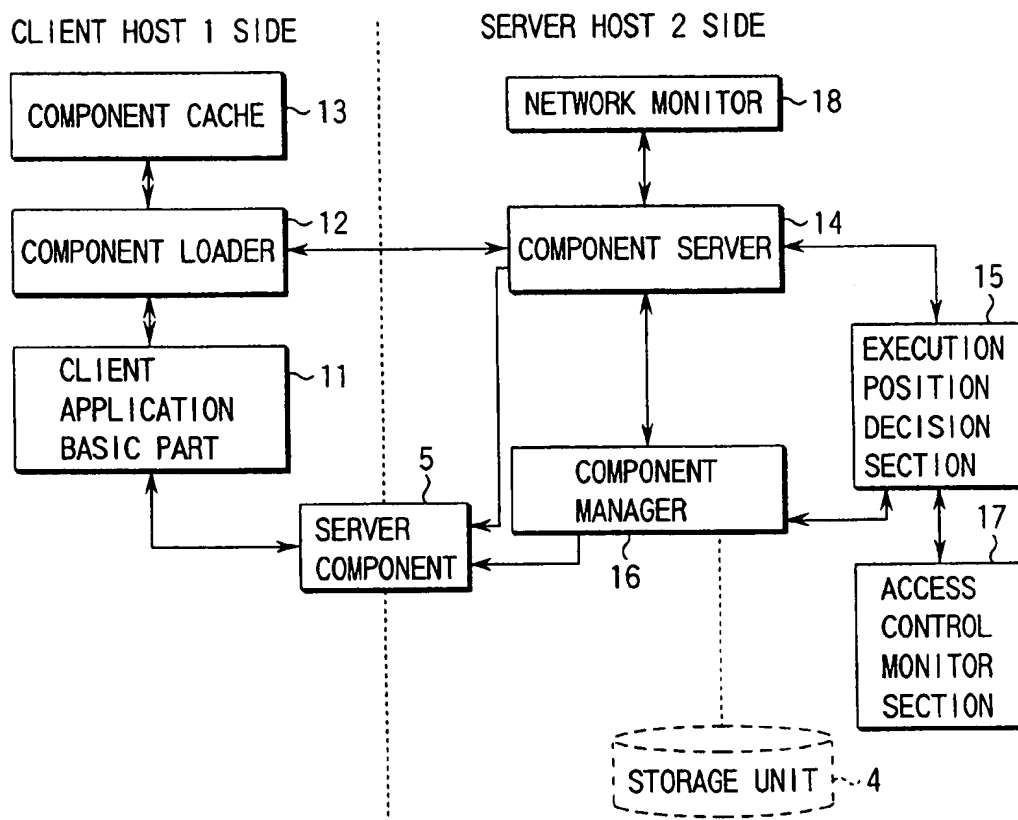 CLIENT HOST 1 SIDE
SERVER HOST 2 SIDE
COMPONENT CACHE
13
NETWORK MONITOR
18
12
COMPONENT LOADER
14
COMPONENT SERVER
15
EXECUTION
POSITION
DECISION
SECTION
11
CLIENT
APPLICATION
BASIC PART
5
SERVER
COMPONENT
COMPONENT
MANAGER
16
17
ACCESS
CONTROL
MONITOR
SECTION
STORAGE UNIT
4